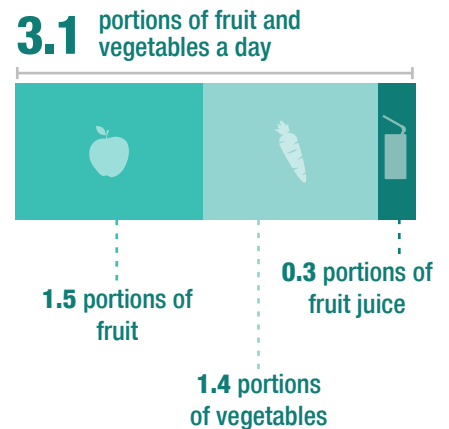 3.1 portions of fruit and
vegetables a day
1.5 portions of
fruit
0.3 portions of
fruit juice
1.4 portions
of vegetables